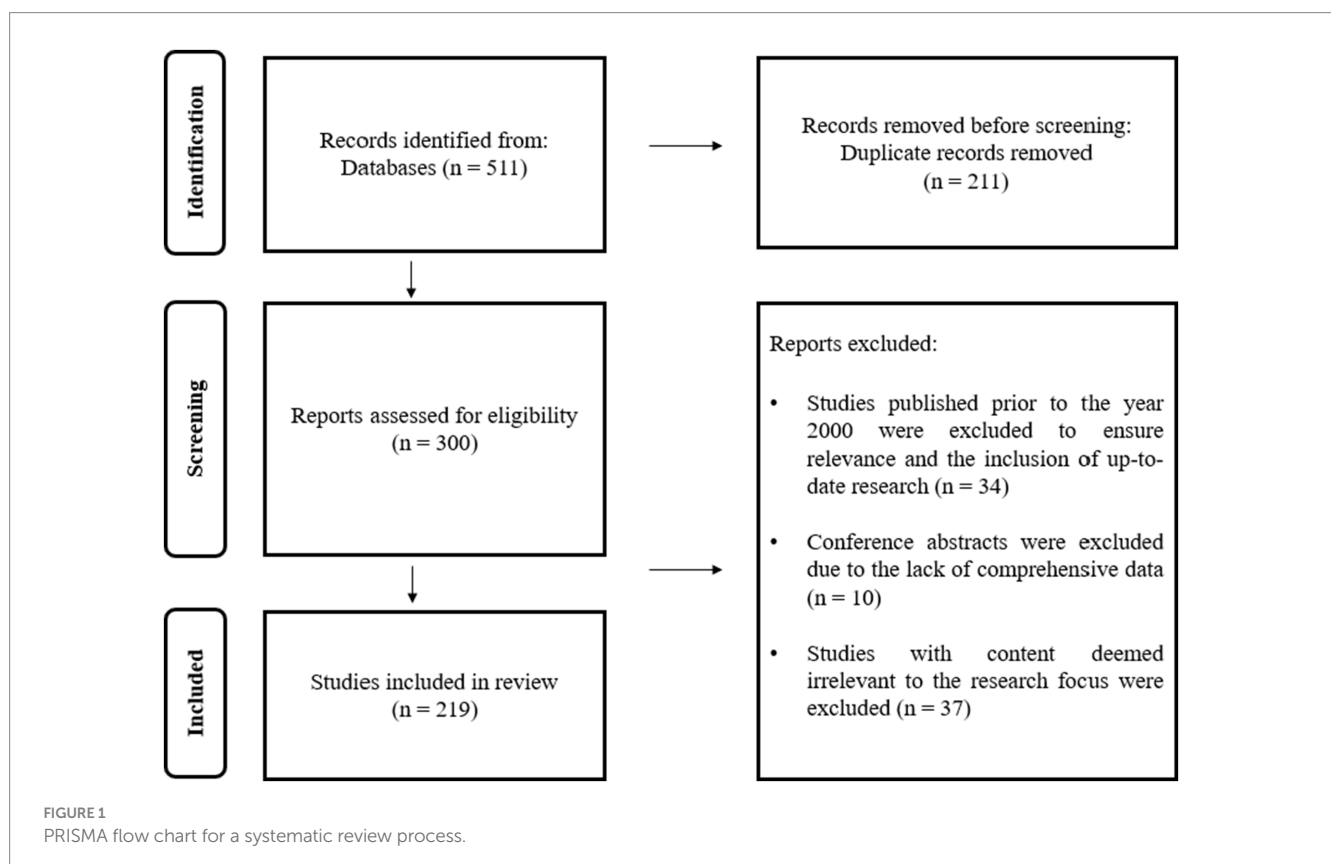 Identification
Records identified from:
Databases (n = 511)
Records removed before screening:
Duplicate records removed
(n = 211)
Screening
Reports assessed for eligibility
(n = 300)
Reports excluded:
• Studies published prior to the year
2000 were excluded to ensure
relevance and the inclusion of up-to-
date research (n = 34)
• Conference abstracts were excluded
due to the lack of comprehensive data
(n = 10)
• Studies with content deemed
irrelevant to the research focus were
excluded (n = 37)
Included
Studies included in review
(n = 219)
FIGURE 1
PRISMA flow chart for a systematic review process.